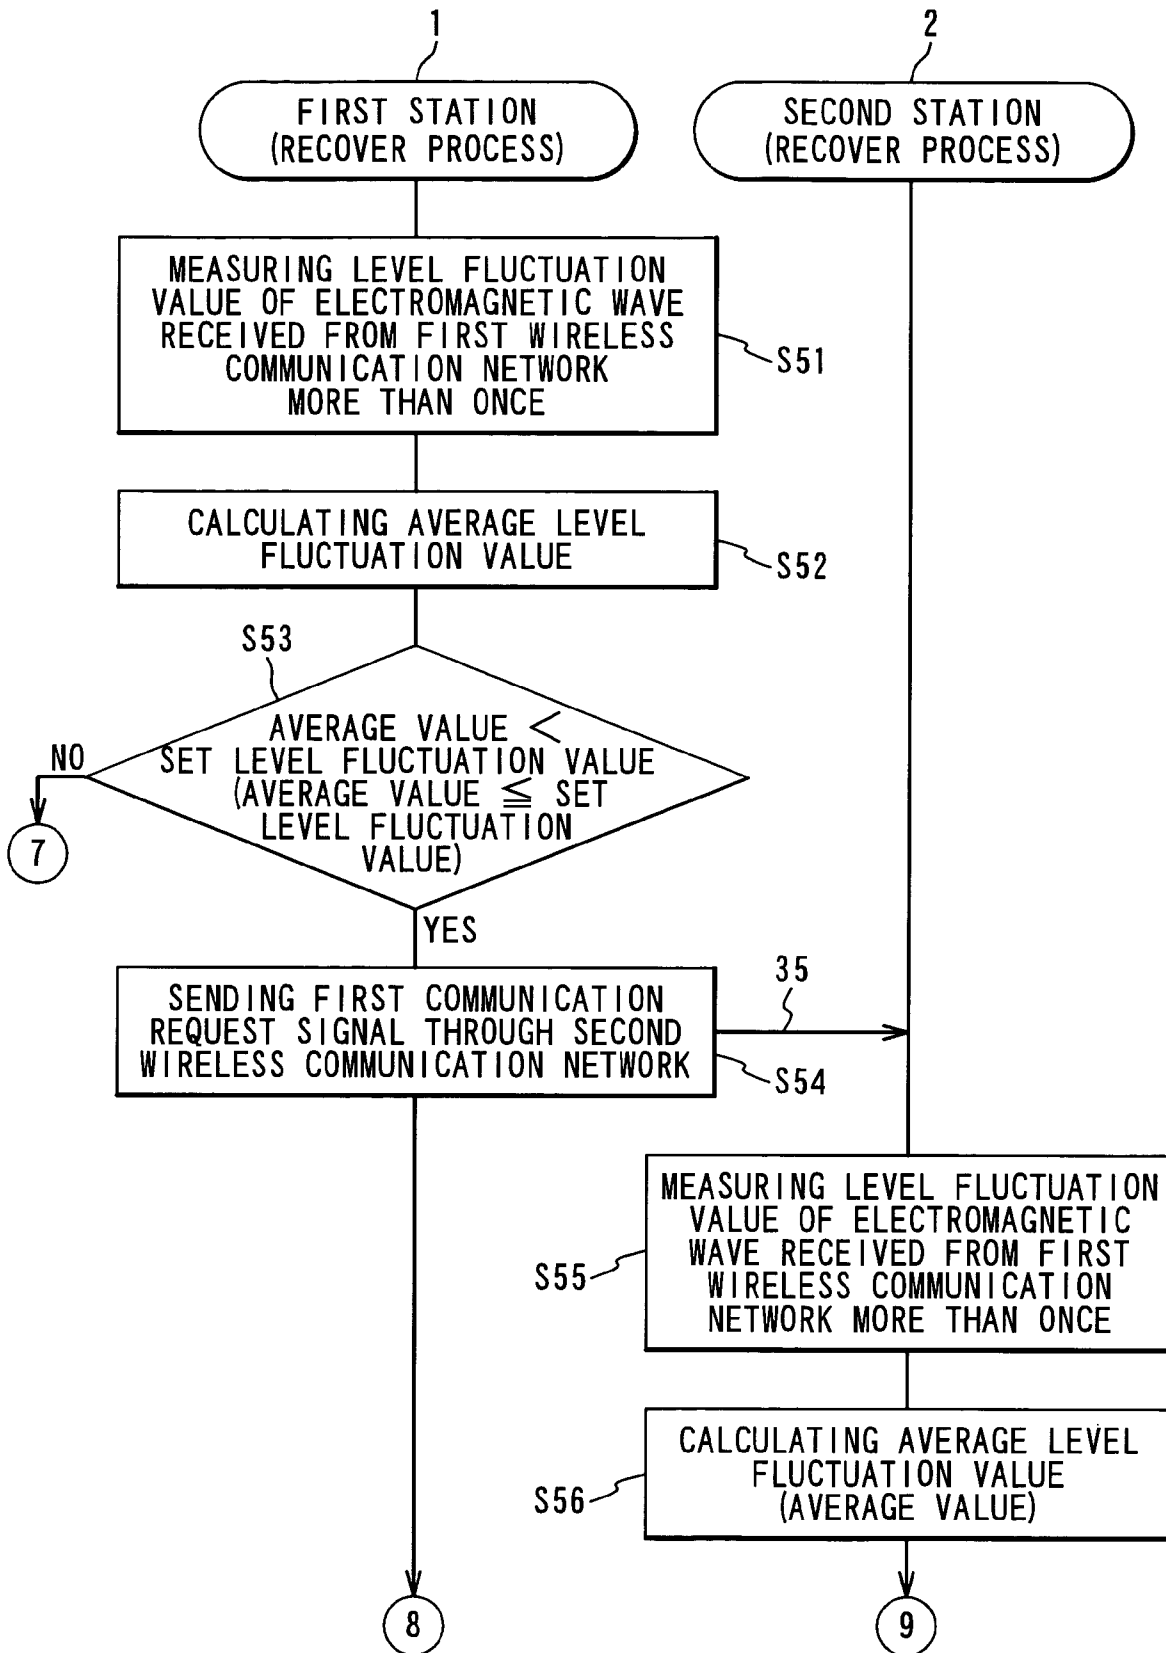 1
FIRST STATION
(RECOVER PROCESS)
2
SECOND STATION
(RECOVER PROCESS)
MEASURING LEVEL FLUCTUATION
VALUE OF ELECTROMAGNETIC WAVE
RECEIVED FROM FIRST WIRELESS
COMMUNICATION NETWORK
MORE THAN ONCE
S51
CALCULATING AVERAGE LEVEL
FLUCTUATION VALUE
S52
S53
AVERAGE VALUE <
SET LEVEL FLUCTUATION VALUE
(AVERAGE VALUE ≦ SET
LEVEL FLUCTUATION
VALUE)
NO
7
YES
SENDING FIRST COMMUNICATION
REQUEST SIGNAL THROUGH SECOND
WIRELESS COMMUNICATION NETWORK
35
S54
MEASURING LEVEL FLUCTUATION
VALUE OF ELECTROMAGNETIC
WAVE RECEIVED FROM FIRST
WIRELESS COMMUNICATION
NETWORK MORE THAN ONCE
S55
CALCULATING AVERAGE LEVEL
FLUCTUATION VALUE
(AVERAGE VALUE)
S56
8
9